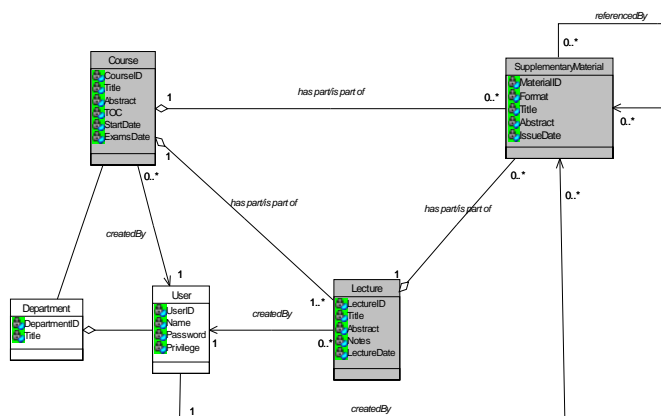 referencedBy
0..*
Course
CourseID
Title
Abstract
TOC
StartDate
ExamsDate
SupplementaryMaterial
MaterialID
Format
Title
Abstract
IssueDate
1
has part/is part of
0..*
0..*
1
0..*
0..*
0..*
has part/is part of
has part/is part of
createdBy
1
1
1..*
User
UserID
Name
Password
Privilege
Department
DepartmentID
Title
Lecture
LectureID
Title
Abstract
Notes
LectureDate
createdBy
1
0..*
1
createdBy